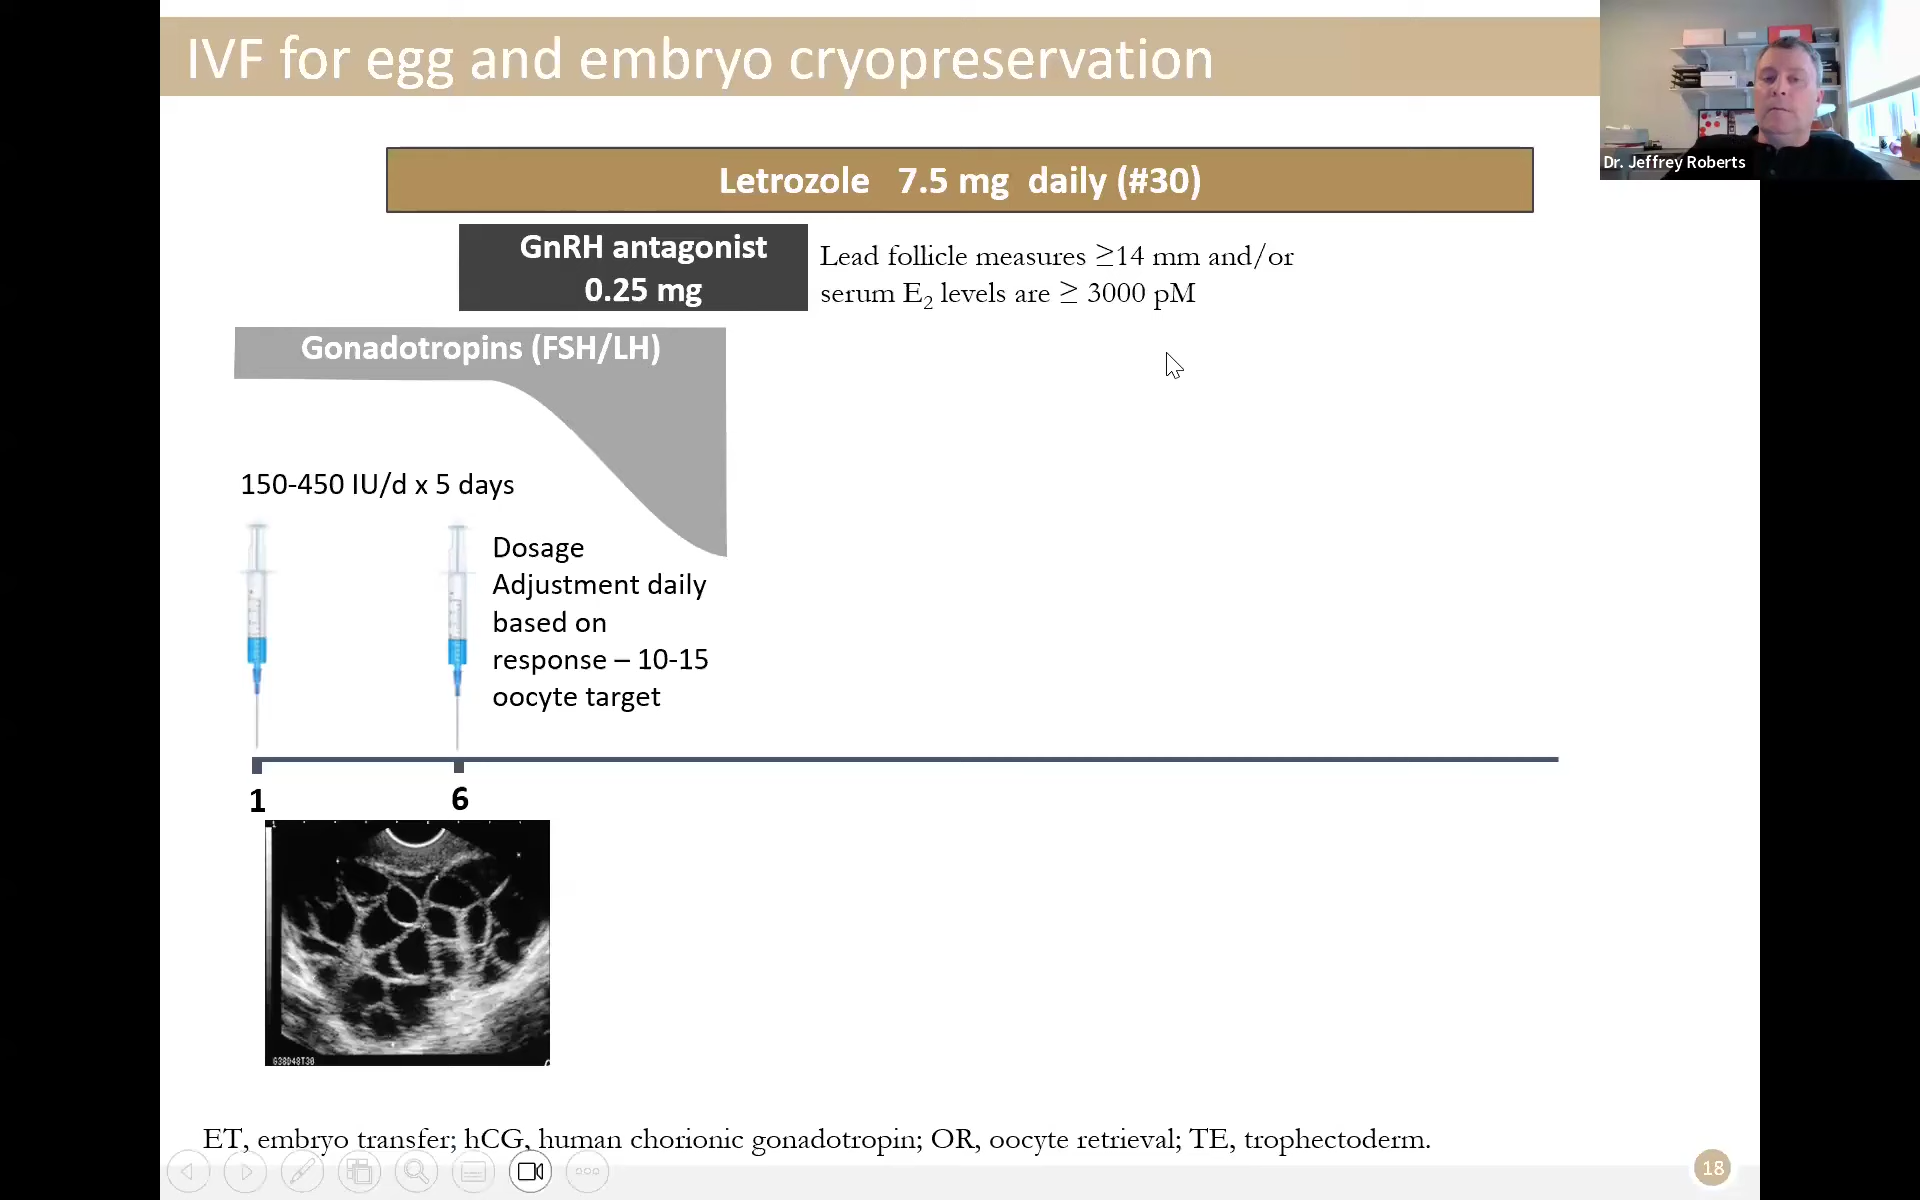 IVF for egg and embryo cryopreservation
Dr. Jeffrey Roberts
Letrozole 7.5 mg daily (#30)
GnRH antagonist
0.25 mg
Lead follicle measures ≥14 mm and/or
serum E₂ levels are ≥ 3000 pM
Gonadotropins (FSH/LH)
150-450 IU/d x 5 days
Dosage
Adjustment daily
based on
response – 10-15
oocyte target
1
6
G38D48T30
ET, embryo transfer; hCG, human chorionic gonadotropin; OR, oocyte retrieval; TE, trophectoderm.
18